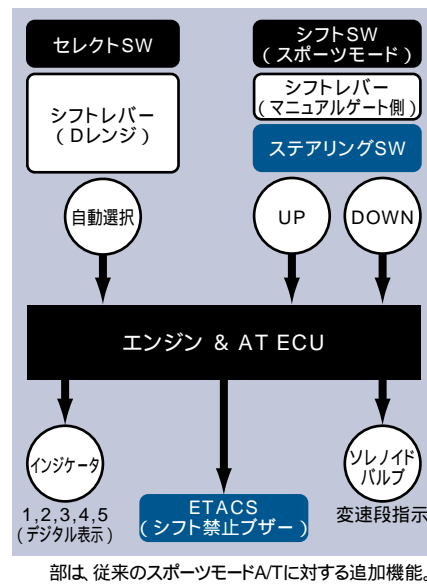 セレクトSW
シフトレバー
(Dレンジ)
自動選択
シフトSW
(スポーツモード)
シフトレバー
(マニュアルゲート側)
ステアリングSW
UP
DOWN
エンジン & AT ECU
インジケータ
1,2,3,4,5
(デジタル表示)
ETACS
(シフト禁止ブザー)
ソレノイド
バルブ
変速段指示
部は、従来のスポーツモードA/Tに対する追加機能。